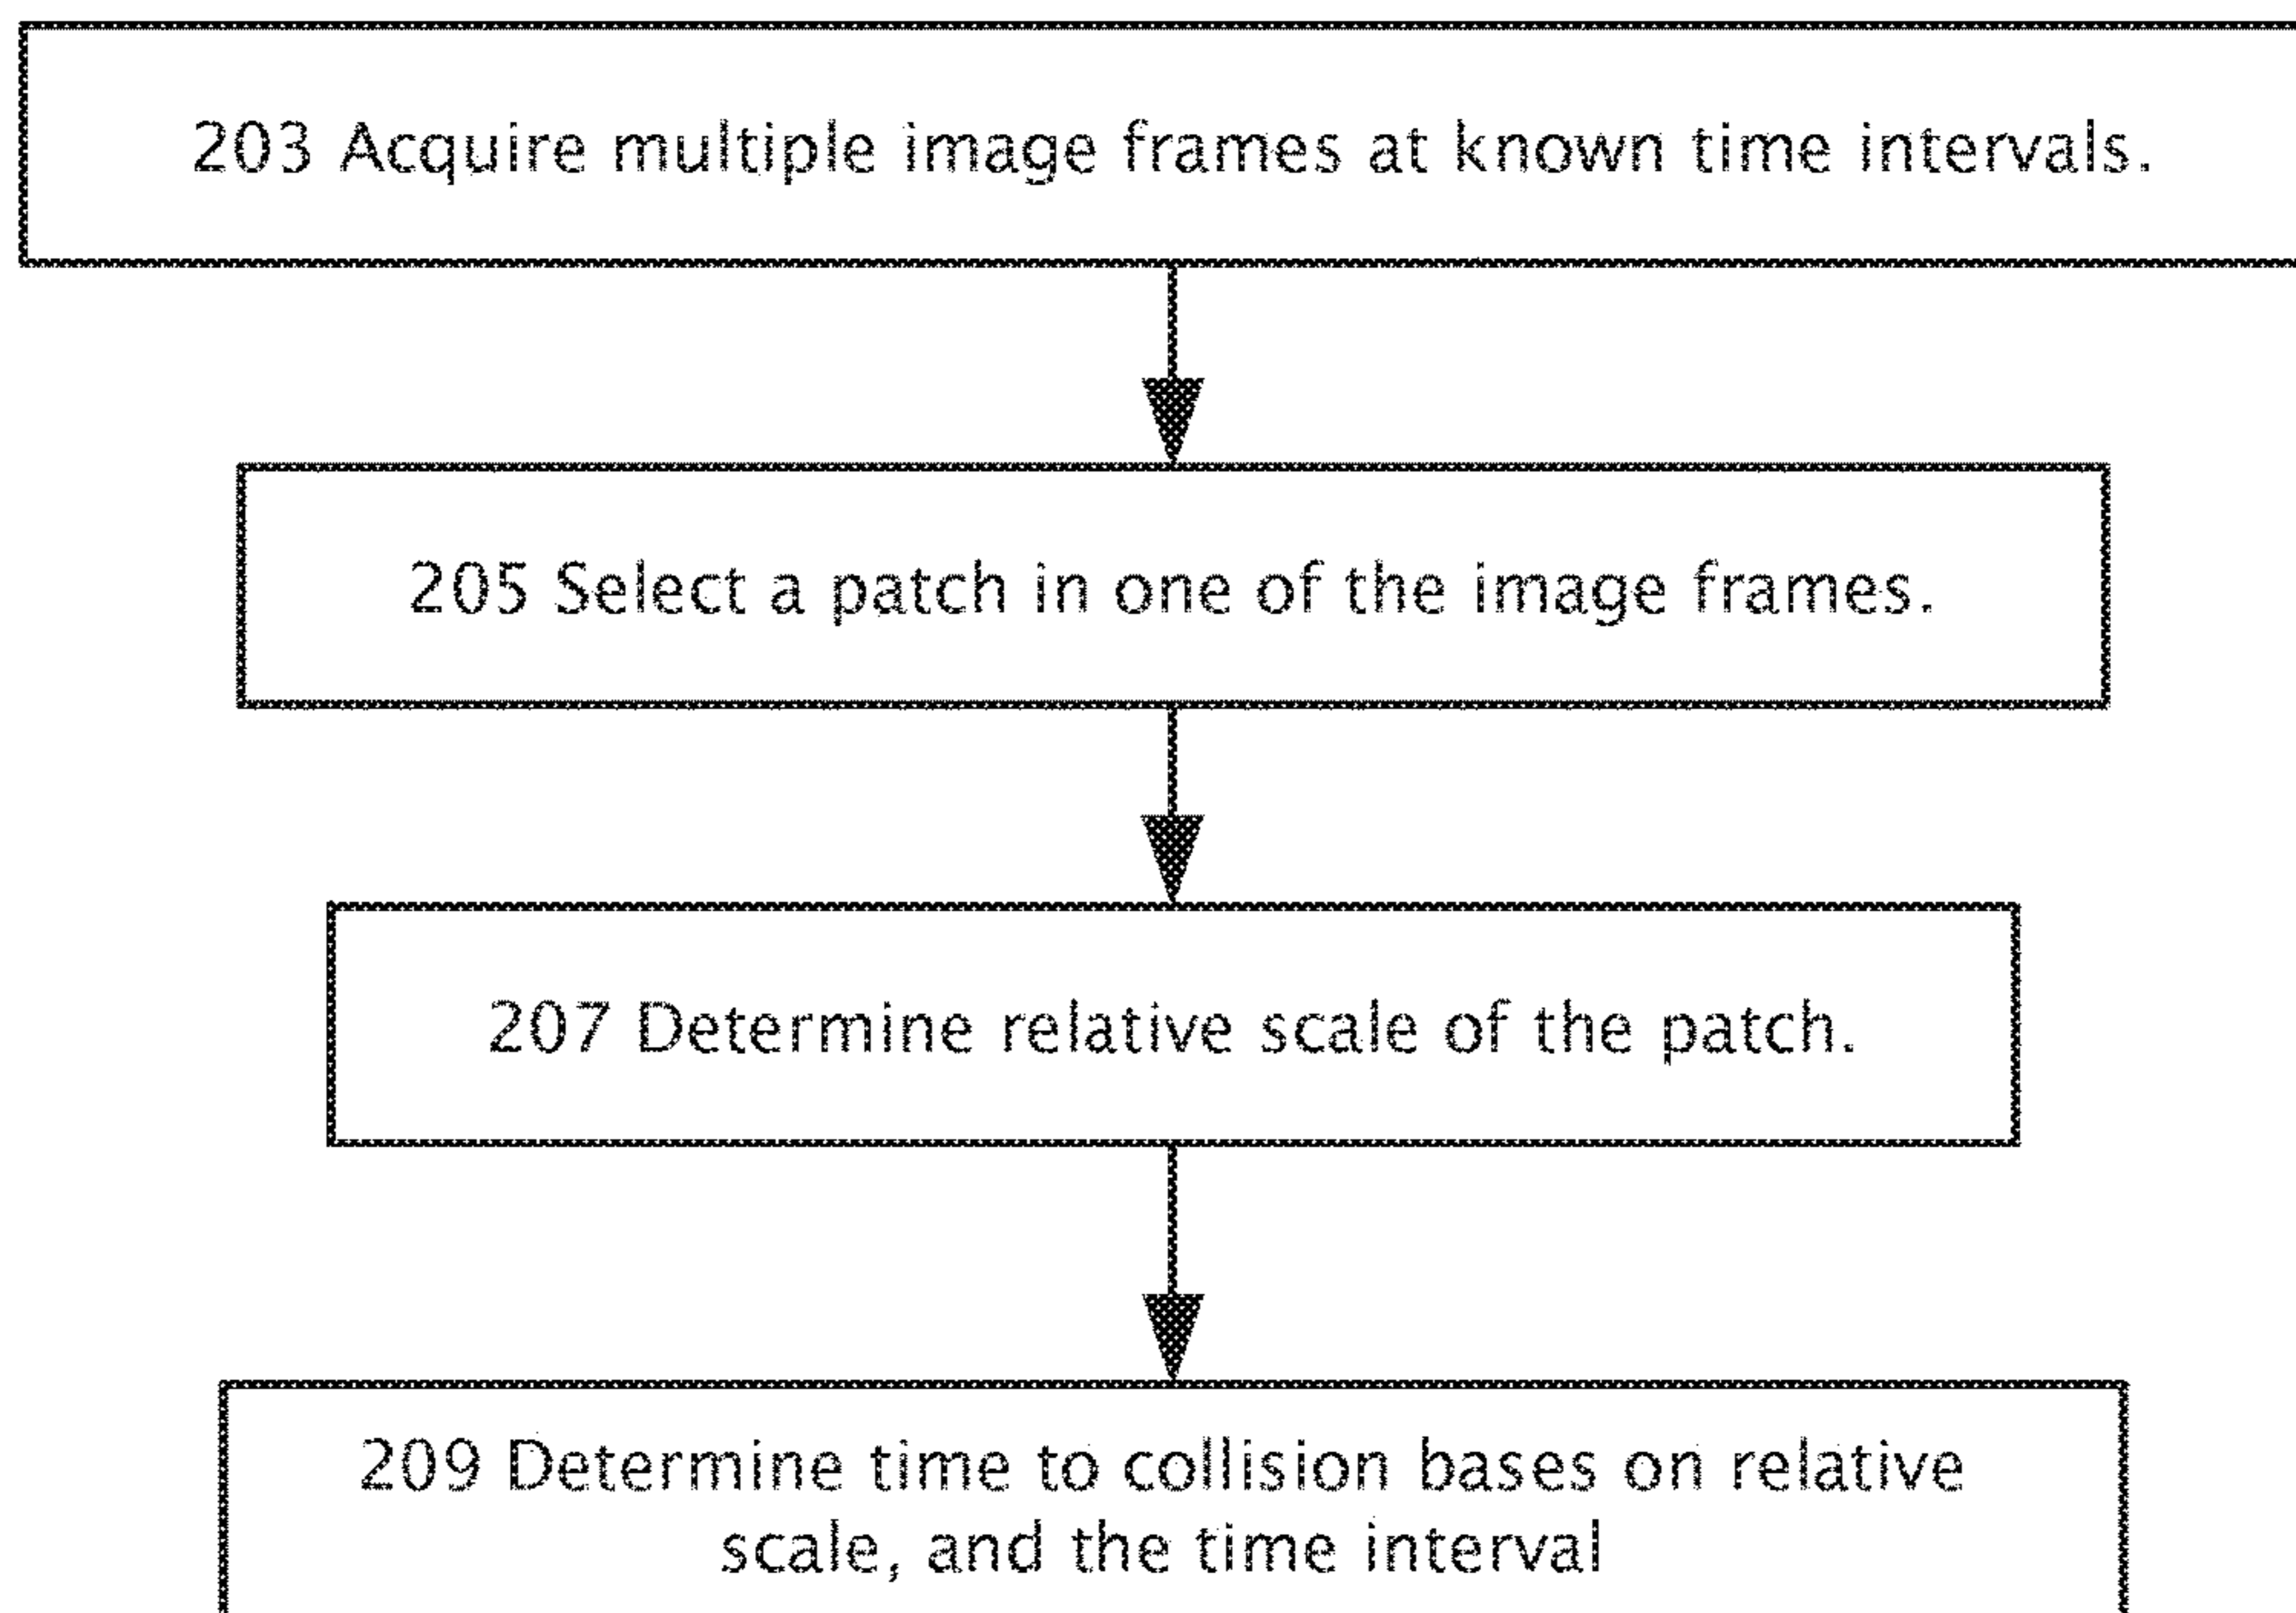 203 Acquire multiple image frames at known time intervals.
205 Select a patch in one of the image frames.
207 Determine relative scale of the patch.
209 Determine time to collision bases on relative
scale, and the time interval